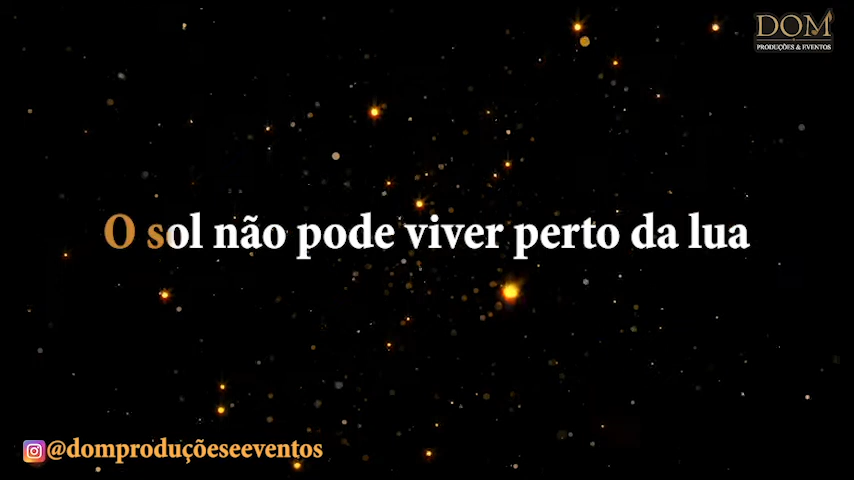 DOM
PRODUÇÕES & EVENTOS
O sol não pode viver perto da lua
@domproduçõeseeventos